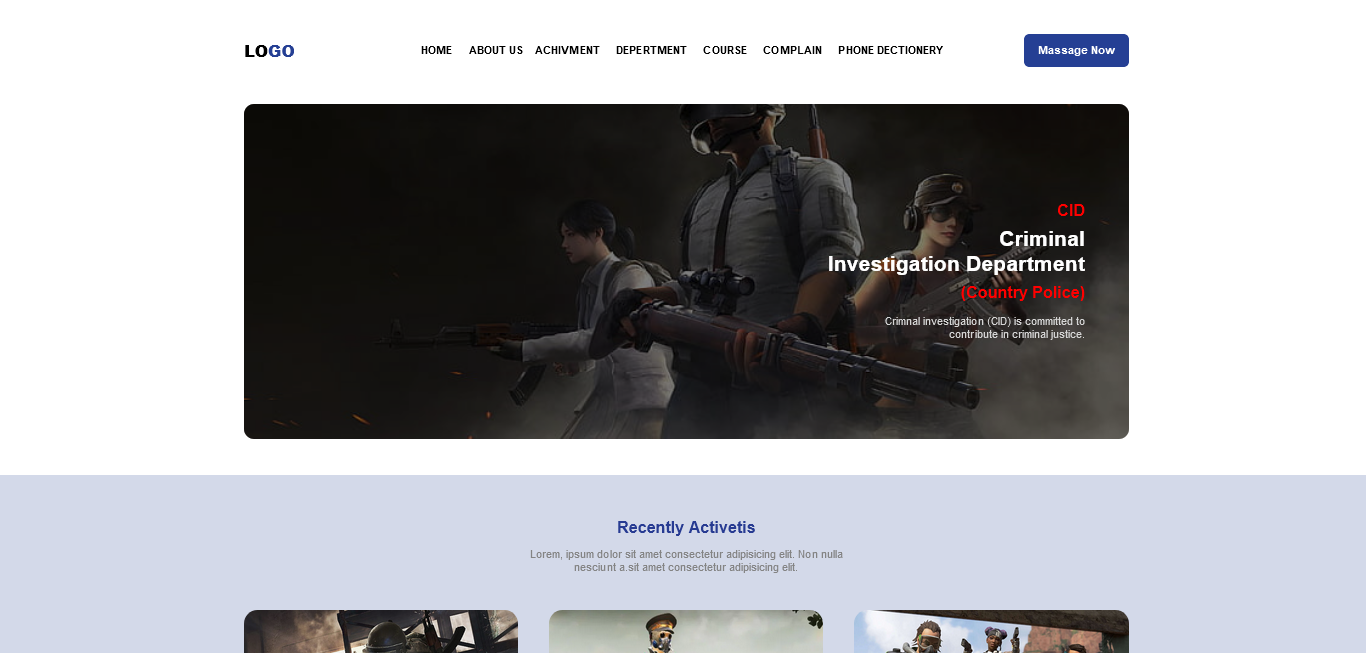 LOGO
HOME ABOUT US ACHIVMENT DEPERTMENT COURSE COMPLAIN PHONE DECTIONERY
Massage Now
CID
Criminal
Investigation Department
(Country Police)
Crimnal investigation (CID) is committed to
contribute in criminal justice.
Recently Activetis
Lorem, ipsum dolor sit amet consectetur adipisicing elit. Non nulla
nesciunt a.sit amet consectetur adipisicing elit.